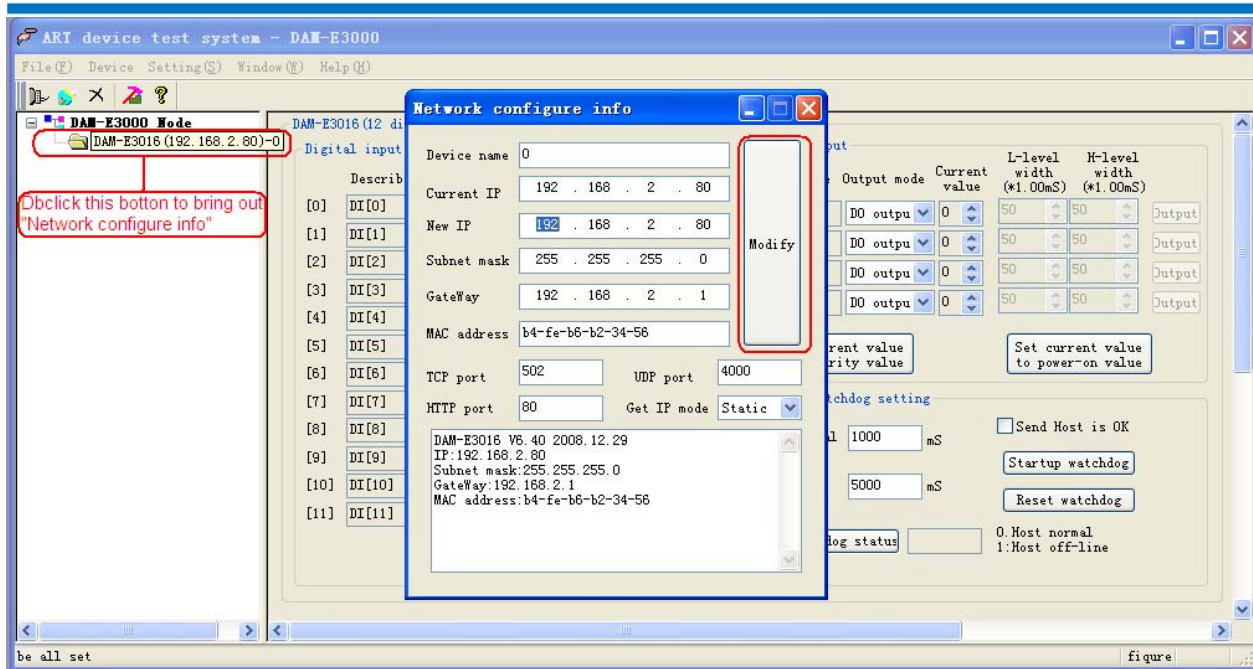 ART device test system - DAM-E3000
File(F) Device Setting(S) Window(W) Help(H)
DAM-E3000 Node
DAM-E3016(192.168.2.80)-0
Dbclick this botton to bring out
"Network configure info"
DAM-E3016(12 di
Digital input
Describ
[0] DI[0]
[1] DI[1]
[2] DI[2]
[3] DI[3]
[4] DI[4]
[5] DI[5]
[6] DI[6]
[7] DI[7]
[8] DI[8]
[9] DI[9]
[10] DI[10]
[11] DI[11]
Network configure info
Device name 0
Current IP 192 . 168 . 2 . 80
New IP 192 . 168 . 2 . 80
Subnet mask 255 . 255 . 255 . 0
GateWay 192 . 168 . 2 . 1
MAC address b4-fe-b6-b2-34-56
Modify
TCP port 502 UDP port 4000
HTTP port 80 Get IP mode Static
DAM-E3016 V6.40 2008.12.29
IP:192.168.2.80
Subnet mask:255.255.255.0
GateWay:192.168.2.1
MAC address:b4-fe-b6-b2-34-56
Output mode
Current
value
L-level
width
(*1.00mS)
H-level
width
(*1.00mS)
DO outpu 0 50 50 Output
DO outpu 0 50 50 Output
DO outpu 0 50 50 Output
DO outpu 0 50 50 Output
rent value
rity value
Set current value
to power-on value
tchdog setting
1000 mS
Send Host is OK
Startup watchdog
5000 mS
Reset watchdog
dog status
0.Host normal
1:Host off-line
be all set
fiqure